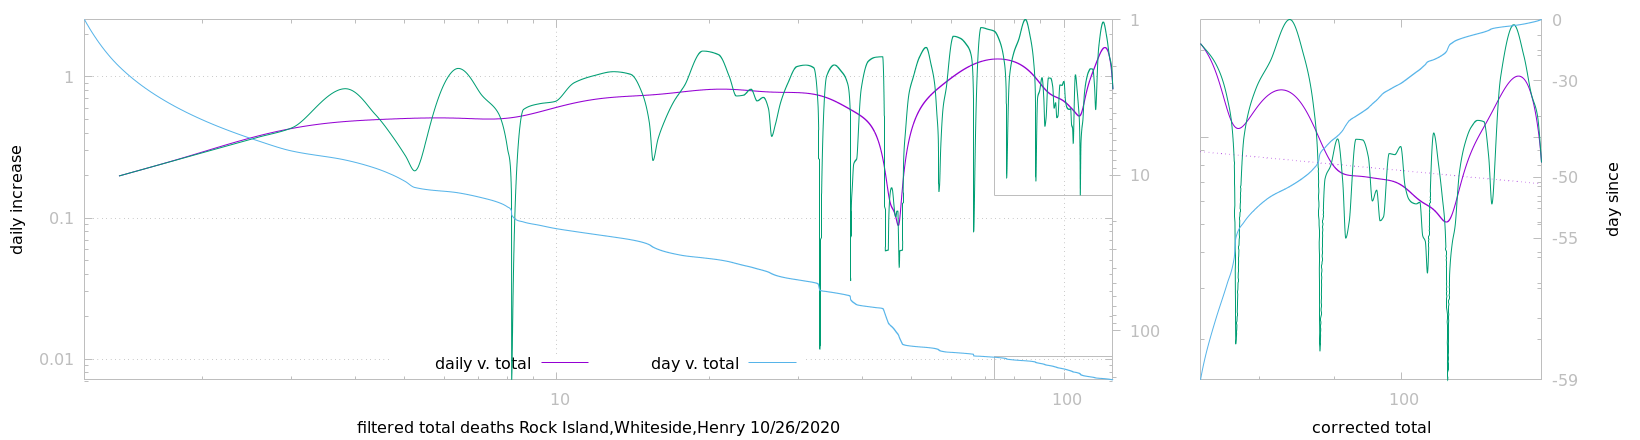 daily increase
1
0.1
0.01
10
100
1
10
100
daily v. total
day v. total
filtered total deaths Rock Island,Whiteside,Henry 10/26/2020
0
-30
-50
-55
-59
day since
100
corrected total